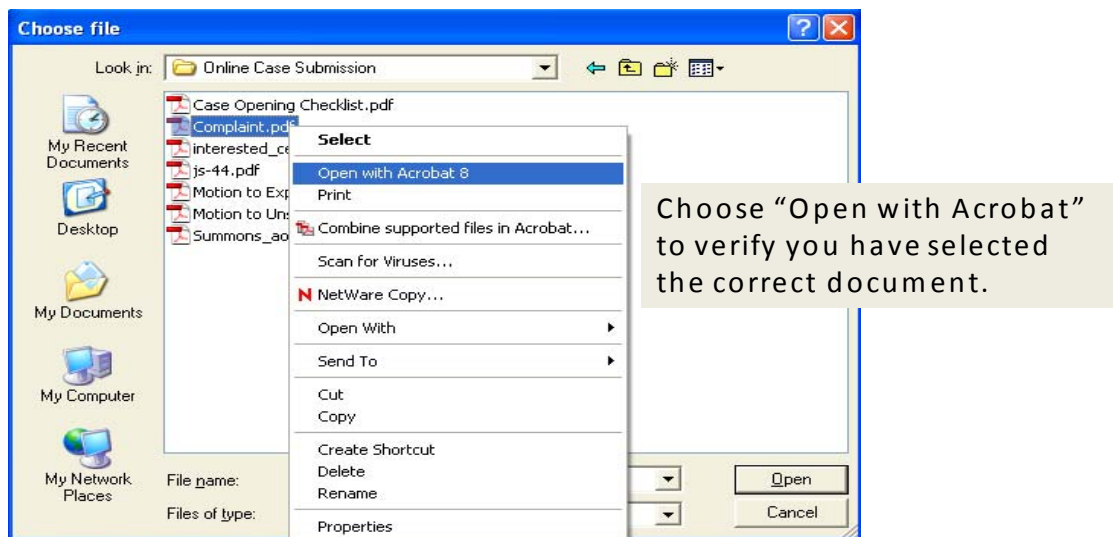 Choose file
Look in: Online Case Submission
My Recent
Documents
Desktop
My Documents
My Computer
My Network
Places
Case Opening Checklist.pdf
Complaint.pdf
interested_ce
js-44.pdf
Motion to Exp
Motion to Uns
Summons_ao
Select
Open with Acrobat 8
Print
Combine supported files in Acrobat...
Scan for Viruses...
NetWare Copy...
Open With
Send To
Cut
Copy
Create Shortcut
Delete
Rename
Properties
File name:
Files of type:
Open
Cancel
Choose “Open with Acrobat”
to verify you have selected
the correct document.